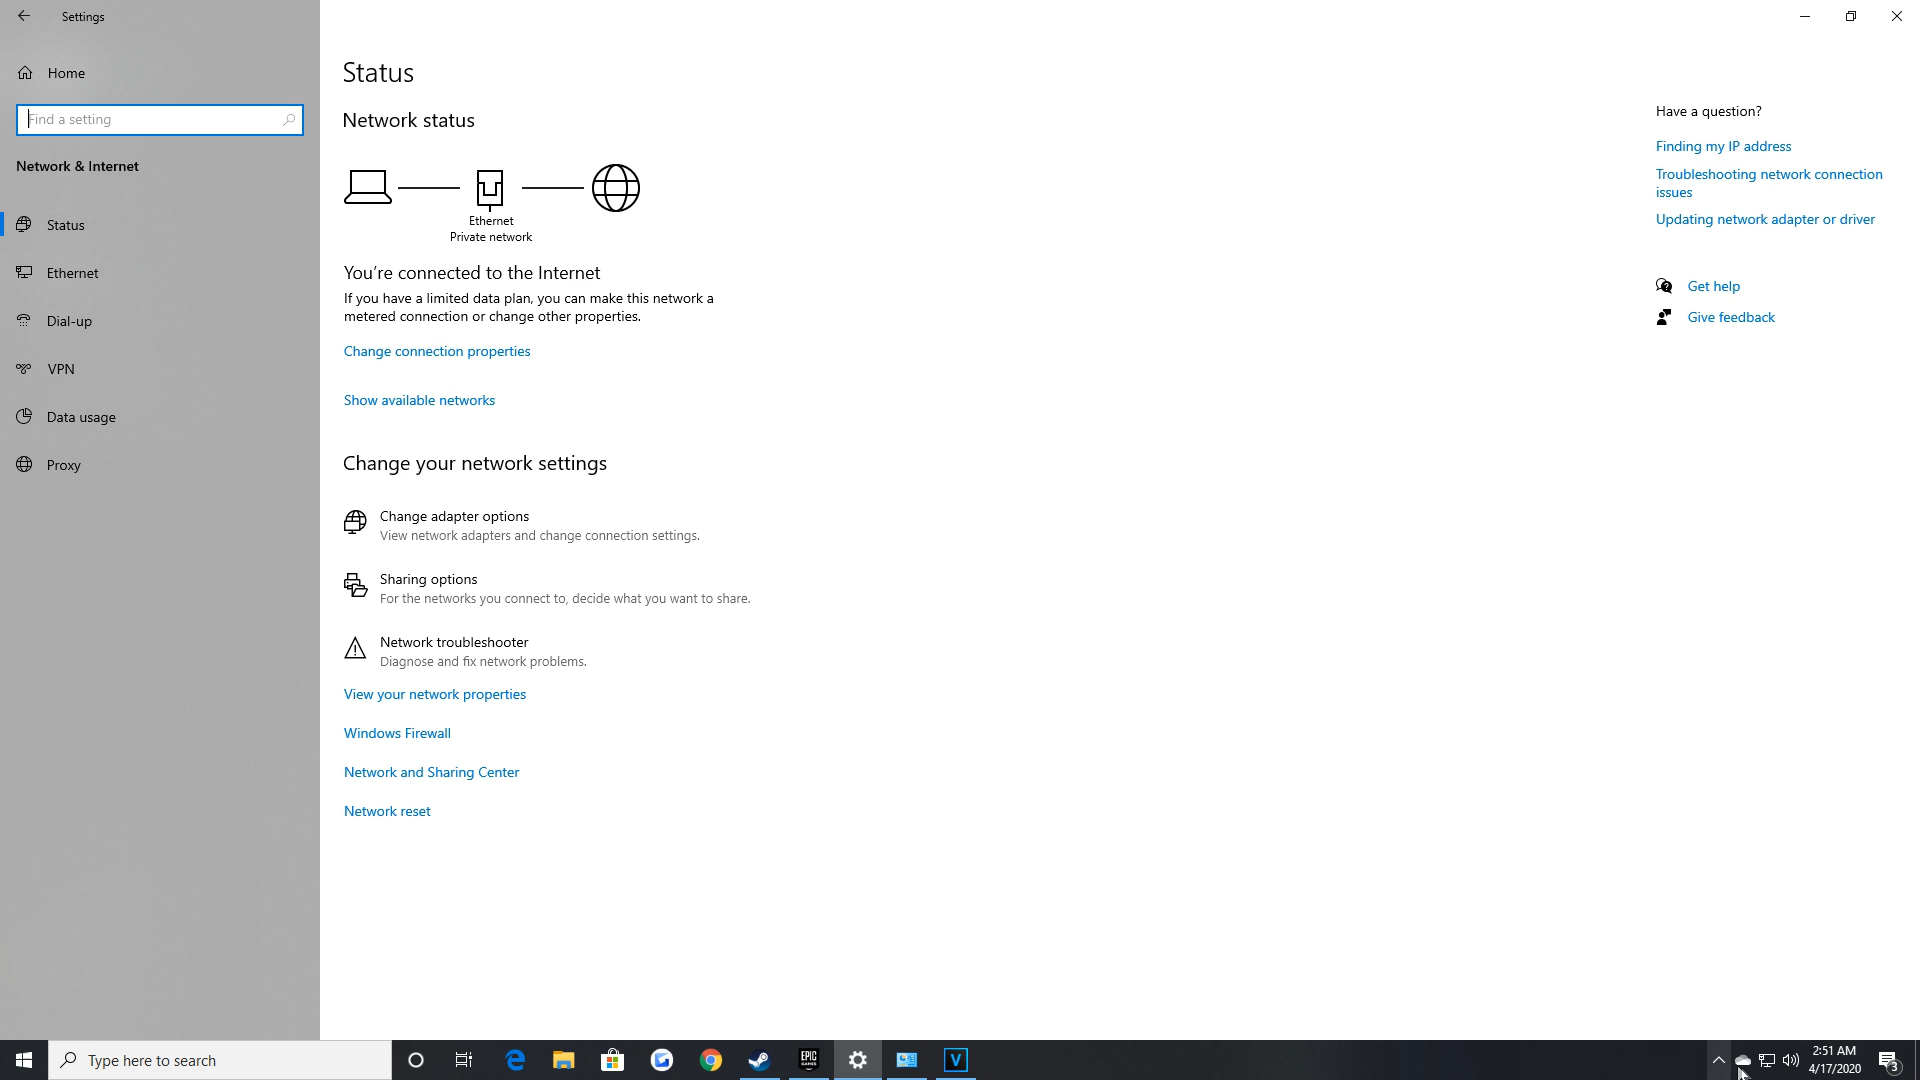 Settings
Home
Find a setting
Network & Internet
Status
Ethernet
Dial-up
VPN
Data usage
Proxy
Status
Network status
Ethernet
Private network
You're connected to the Internet
If you have a limited data plan, you can make this network a
metered connection or change other properties.
Change connection properties
Show available networks
Change your network settings
Change adapter options
View network adapters and change connection settings.
Sharing options
For the networks you connect to, decide what you want to share.
Network troubleshooter
Diagnose and fix network problems.
View your network properties
Windows Firewall
Network and Sharing Center
Network reset
Have a question?
Finding my IP address
Troubleshooting network connection
issues
Updating network adapter or driver
Get help
Give feedback
Type here to search
EPIC
GAMES
V
2:51 AM
4/17/2020
3